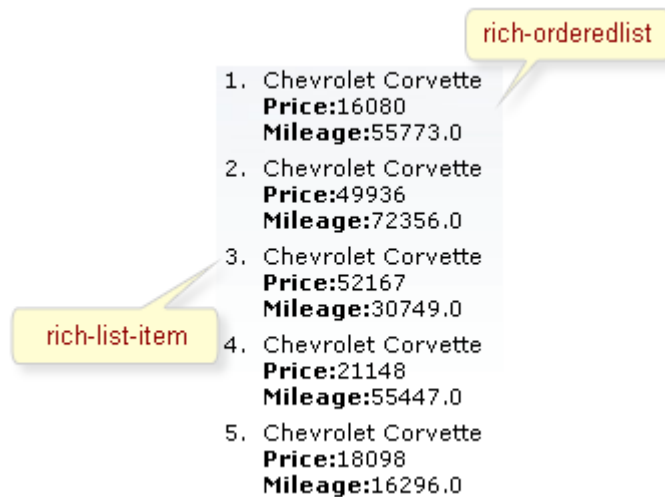 rich-orderedlist
1. Chevrolet Corvette
Price:16080
Mileage:55773.0
2. Chevrolet Corvette
Price:49936
Mileage:72356.0
3. Chevrolet Corvette
Price:52167
Mileage:30749.0
rich-list-item
4. Chevrolet Corvette
Price:21148
Mileage:55447.0
5. Chevrolet Corvette
Price:18098
Mileage:16296.0